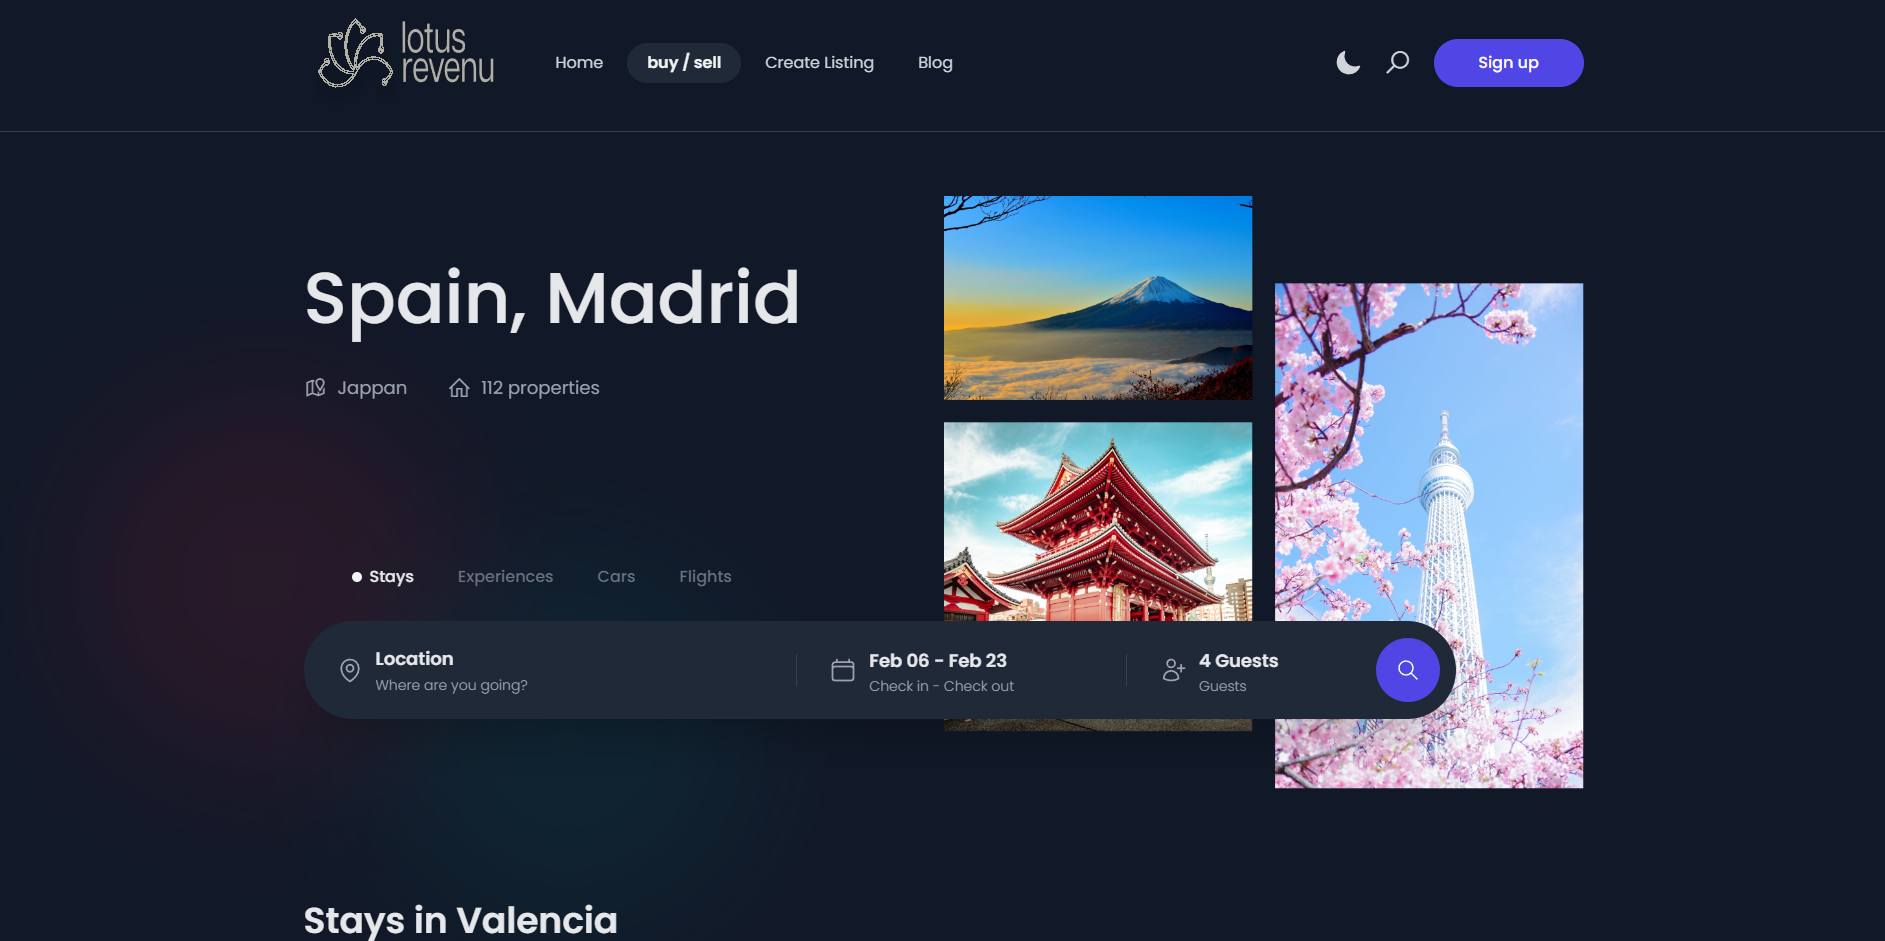 lotus
revenu
Home
buy / sell
Create Listing
Blog
Sign up
Spain, Madrid
Jappan
112 properties
Stays
Experiences
Cars
Flights
Location
Where are you going?
Feb 06 - Feb 23
Check in - Check out
4 Guests
Guests
Stays in Valencia